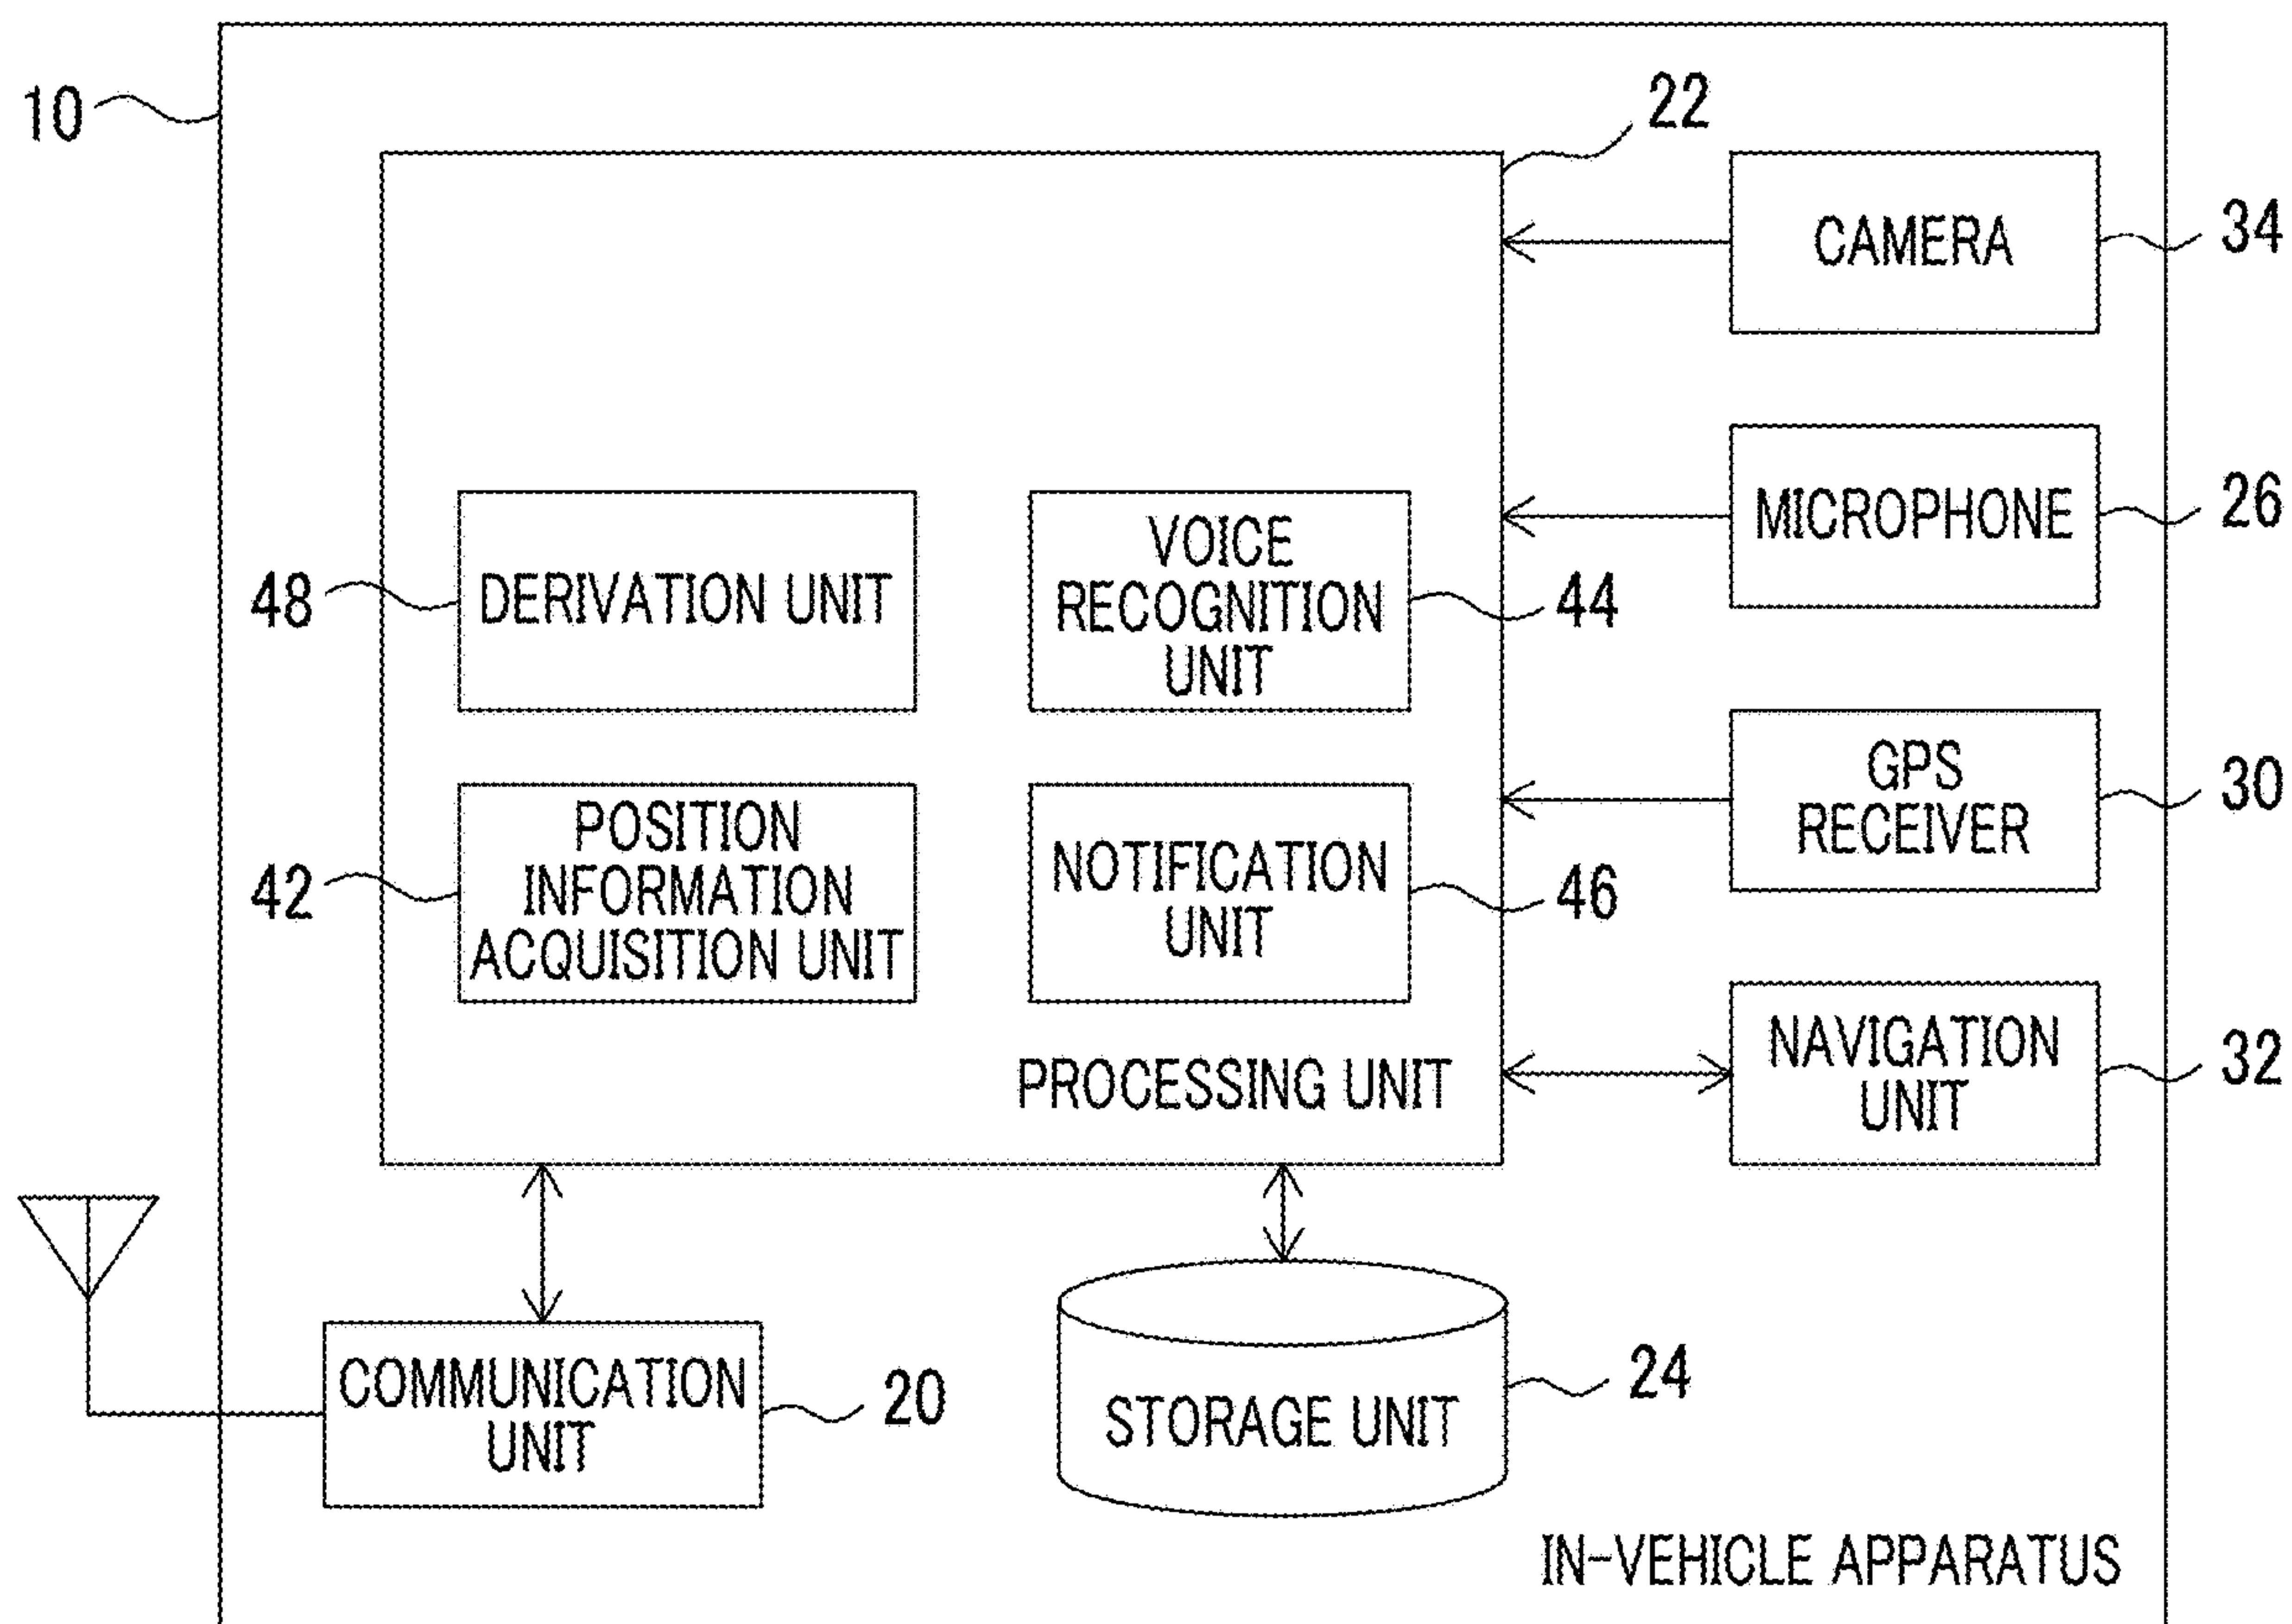 10
22
CAMERA
34
MICROPHONE
26
48
DERIVATION UNIT
VOICE
RECOGNITION
UNIT
44
GPS
RECEIVER
30
42
POSITION
INFORMATION
ACQUISITION UNIT
NOTIFICATION
UNIT
46
NAVIGATION
UNIT
32
PROCESSING UNIT
COMMUNICATION
UNIT
20
STORAGE UNIT
24
IN-VEHICLE APPARATUS